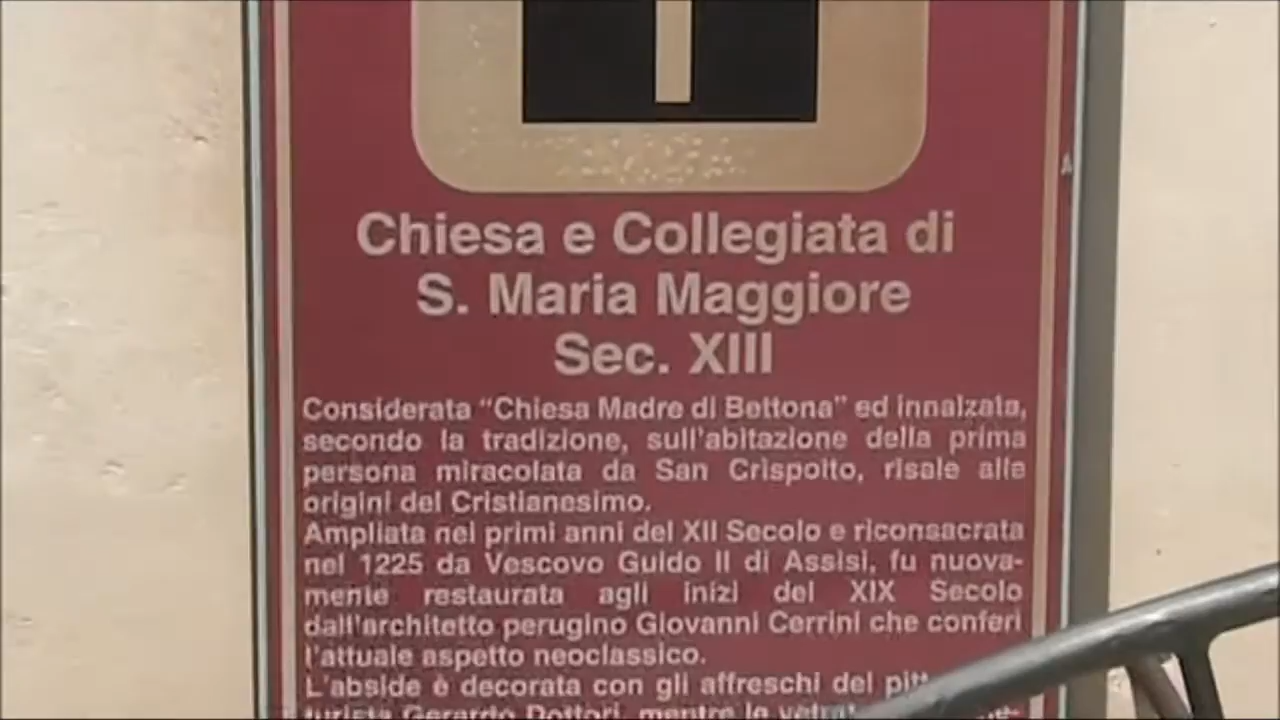 Chiesa e Collegiata di
S. Maria Maggiore
Sec. XIII
Considerata "Chiesa Madre di Bettona" ed innalzata,
secondo la tradizione, sull'abitazione della prima
persona miracolata da San Crispolto, risale alle
origini del Cristianesimo.
Ampliata nei primi anni del XII Secolo e riconsacrata
nel 1225 da Vescovo Guido II di Assisi, fu nuova-
mente restaurata agli inizi del XIX Secolo
dall'architetto perugino Giovanni Cerrini che conferì
l'attuale aspetto neoclassico.
L'abside è decorata con gli affreschi del
Gerardo Dottori, mentre le